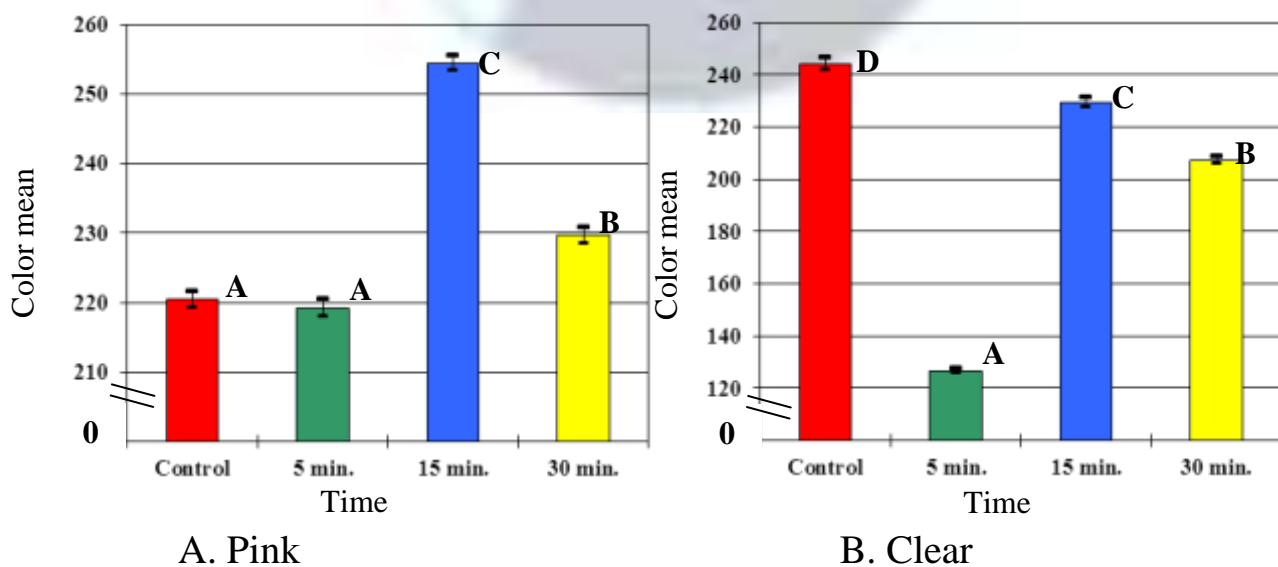 260
250
240
230
220
210
0
Color mean
C
B
A
A
Control
5 min.
15 min.
30 min.
Time
A. Pink
260
240
220
200
180
160
140
120
0
Color mean
D
C
B
A
Control
5 min.
15 min.
30 min.
Time
B. Clear